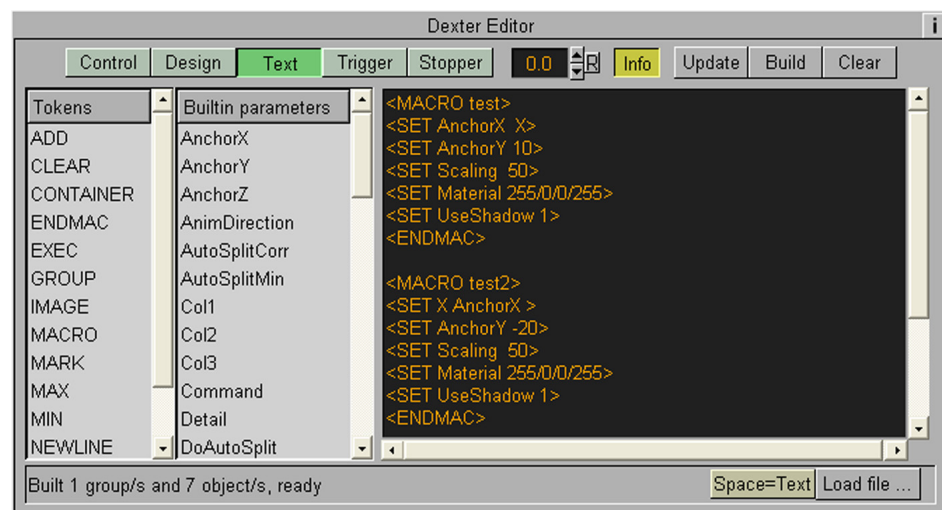 Dexter Editor i
Control Design Text Trigger Stopper 0.0 R Info Update Build Clear
Tokens
ADD
CLEAR
CONTAINER
ENDMAC
EXEC
GROUP
IMAGE
MACRO
MARK
MAX
MIN
NEWLINE
Builtin parameters
AnchorX
AnchorY
AnchorZ
AnimDirection
AutoSplitCorr
AutoSplitMin
Col1
Col2
Col3
Command
Detail
DoAutoSplit
<MACRO test>
<SET AnchorX  X>
<SET AnchorY 10>
<SET Scaling  50>
<SET Material 255/0/0/255>
<SET UseShadow 1>
<ENDMAC>
<MACRO test2>
<SET X AnchorX >
<SET AnchorY -20>
<SET Scaling  50>
<SET Material 255/0/0/255>
<SET UseShadow 1>
<ENDMAC>
Built 1 group/s and 7 object/s, ready Space=Text Load file ...